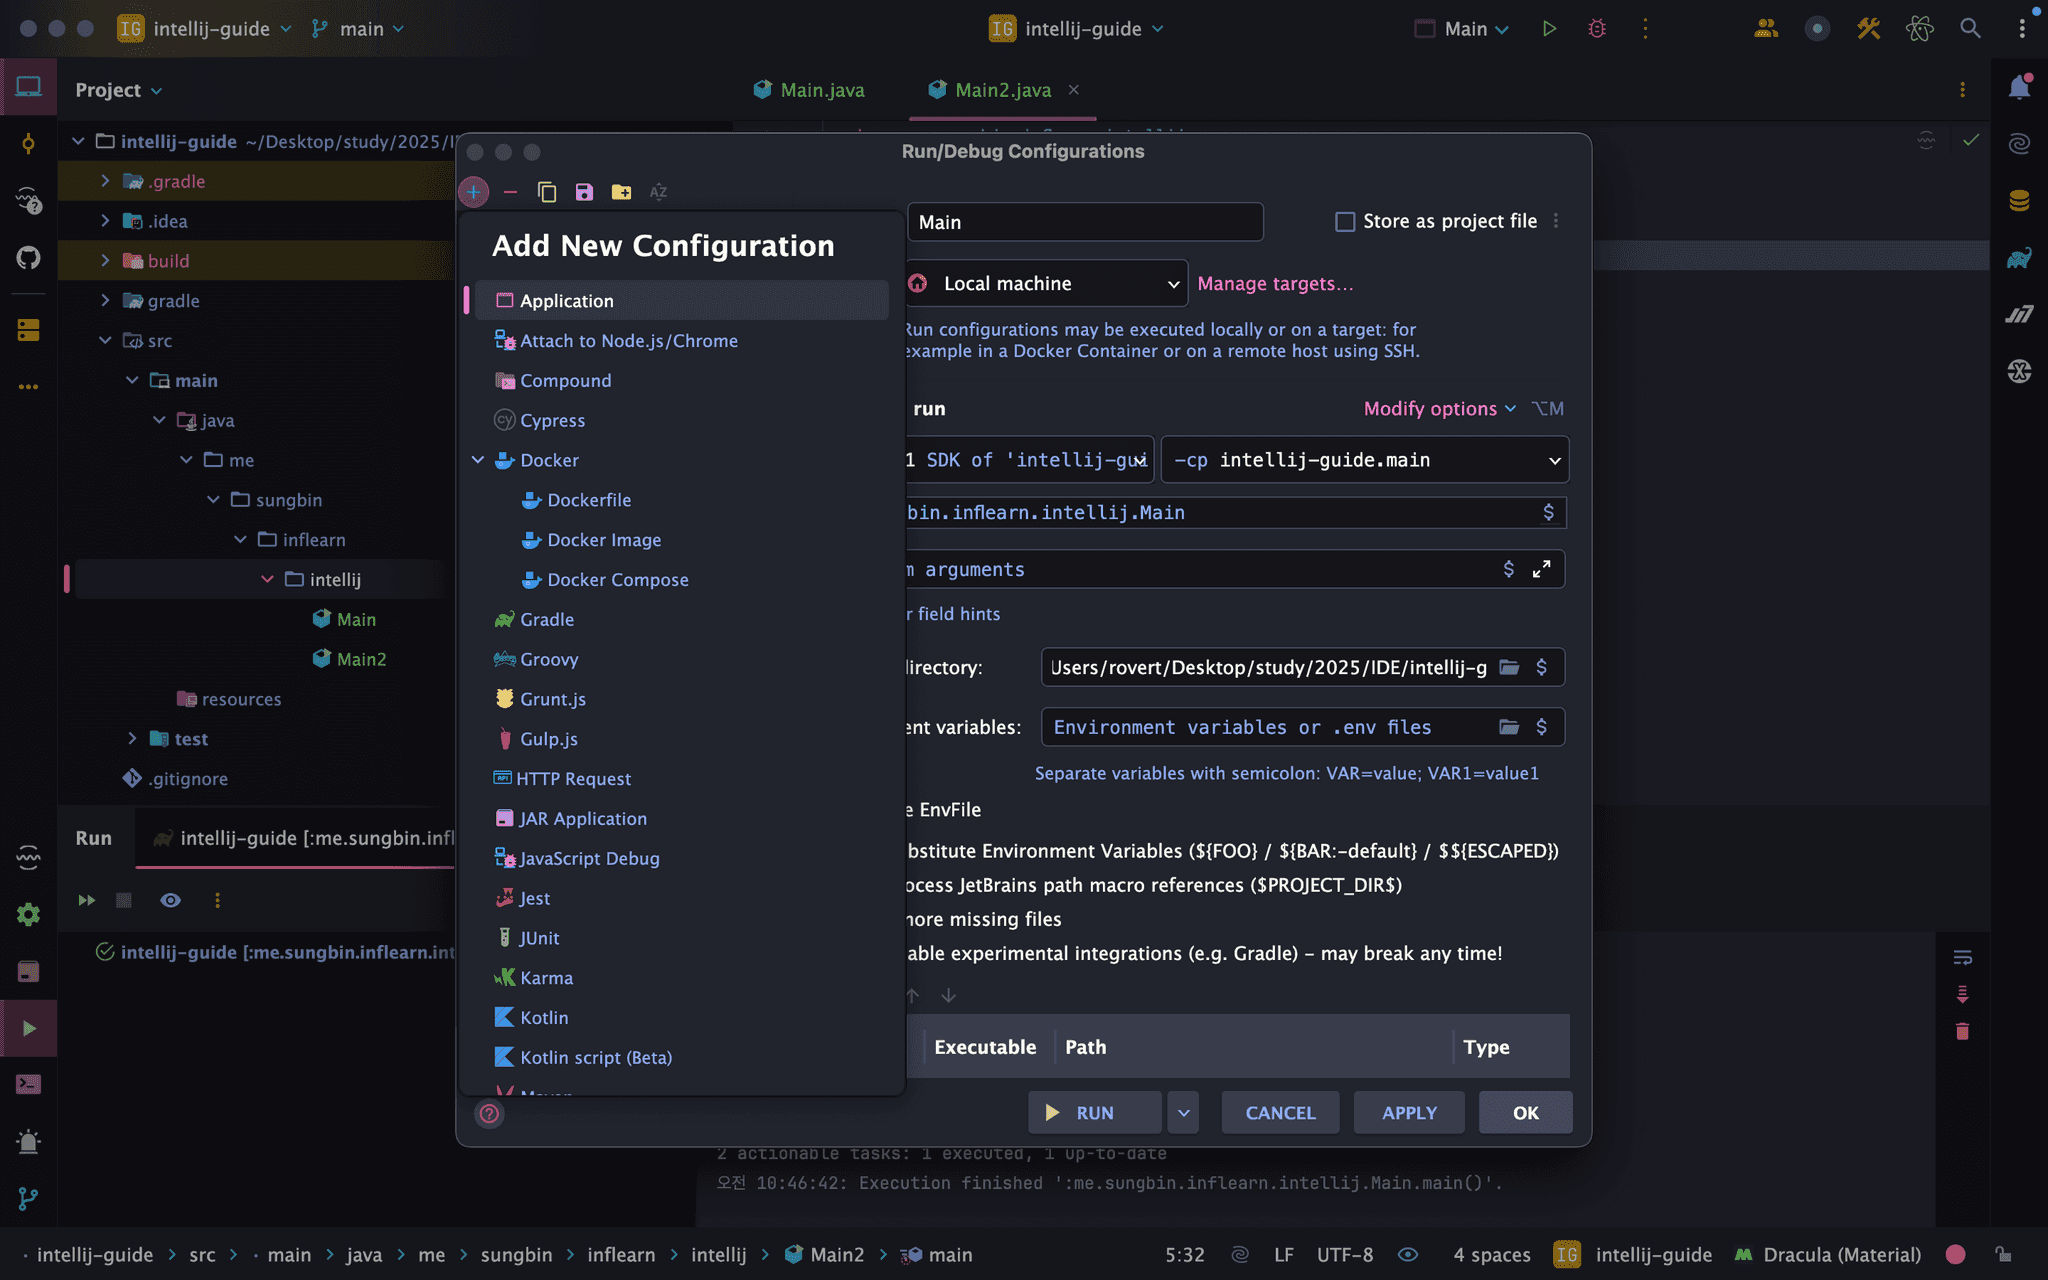 IG intellij-guide main
IG intellij-guide
Main
Project
Main.java
Main2.java
intellij-guide ~/Desktop/study/2025/I
.gradle
.idea
build
gradle
src
main
java
me
sungbin
inflearn
intellij
Main
Main2
resources
test
.gitignore
Run/Debug Configurations
Add New Configuration
Application
Attach to Node.js/Chrome
Compound
Cypress
Docker
Dockerfile
Docker Image
Docker Compose
Gradle
Groovy
Grunt.js
Gulp.js
HTTP Request
JAR Application
JavaScript Debug
Jest
JUnit
Karma
Kotlin
Kotlin script (Beta)
Main
Store as project file
Local machine
Manage targets...
Run configurations may be executed locally or on a target: for
example in a Docker Container or on a remote host using SSH.
run
Modify options ⌥M
1 SDK of 'intellij-gui
-cp intellij-guide.main
bin.inflearn.intellij.Main
arguments
r field hints
directory:
Users/rovert/Desktop/study/2025/IDE/intellij-g
ent variables:
Environment variables or .env files
Separate variables with semicolon: VAR=value; VAR1=value1
e EnvFile
bstitute Environment Variables (${FOO} / ${BAR:-default} / $${ESCAPED})
ocess JetBrains path macro references ($PROJECT_DIR$)
nore missing files
able experimental integrations (e.g. Gradle) – may break any time!
Executable Path Type
RUN
CANCEL
APPLY
OK
Run
intellij-guide [:me.sungbin.infl
intellij-guide [:me.sungbin.inflearn.int
2 actionable tasks: 1 executed, 1 up-to-date
오전 10:46:42: Execution finished ':me.sungbin.inflearn.intellij.Main.main()'.
intellij-guide > src > main > java > me > sungbin > inflearn > intellij > Main2 > main
5:32 LF UTF-8 4 spaces IG intellij-guide Dracula (Material)